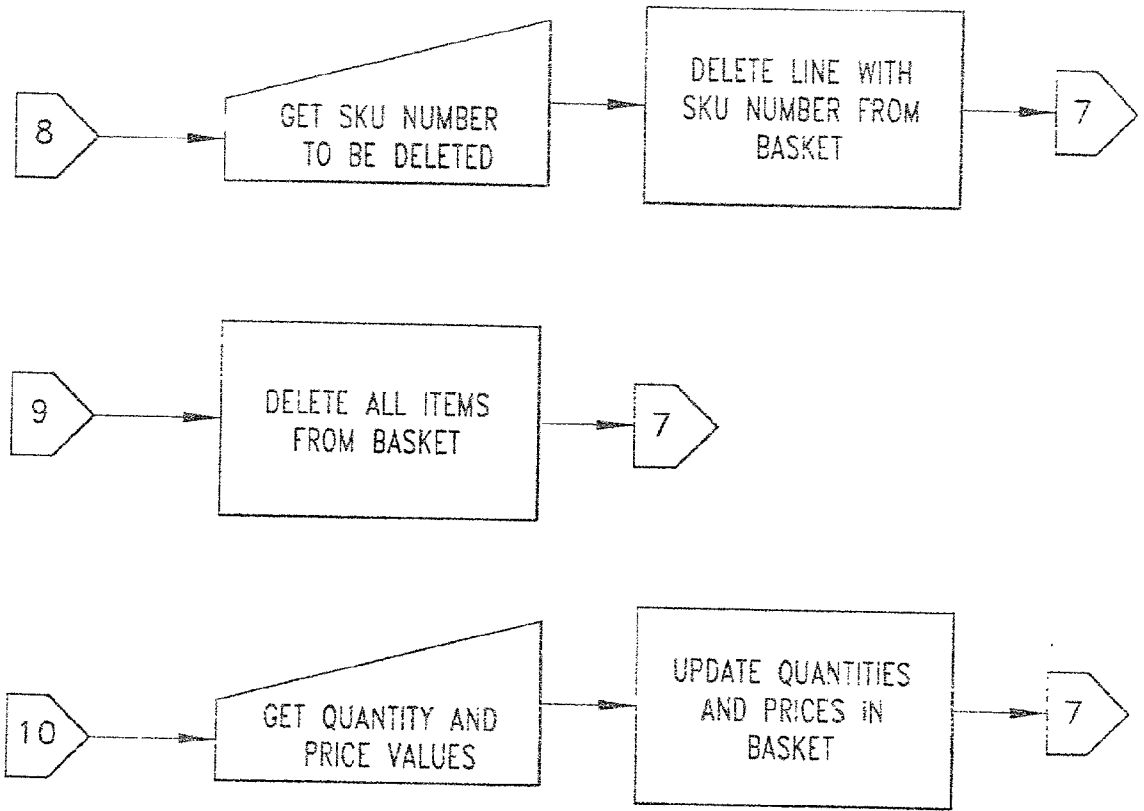 8
GET SKU NUMBER
TO BE DELETED
DELETE LINE WITH
SKU NUMBER FROM
BASKET
7
9
DELETE ALL ITEMS
FROM BASKET
7
10
GET QUANTITY AND
PRICE VALUES
UPDATE QUANTITIES
AND PRICES IN
BASKET
7